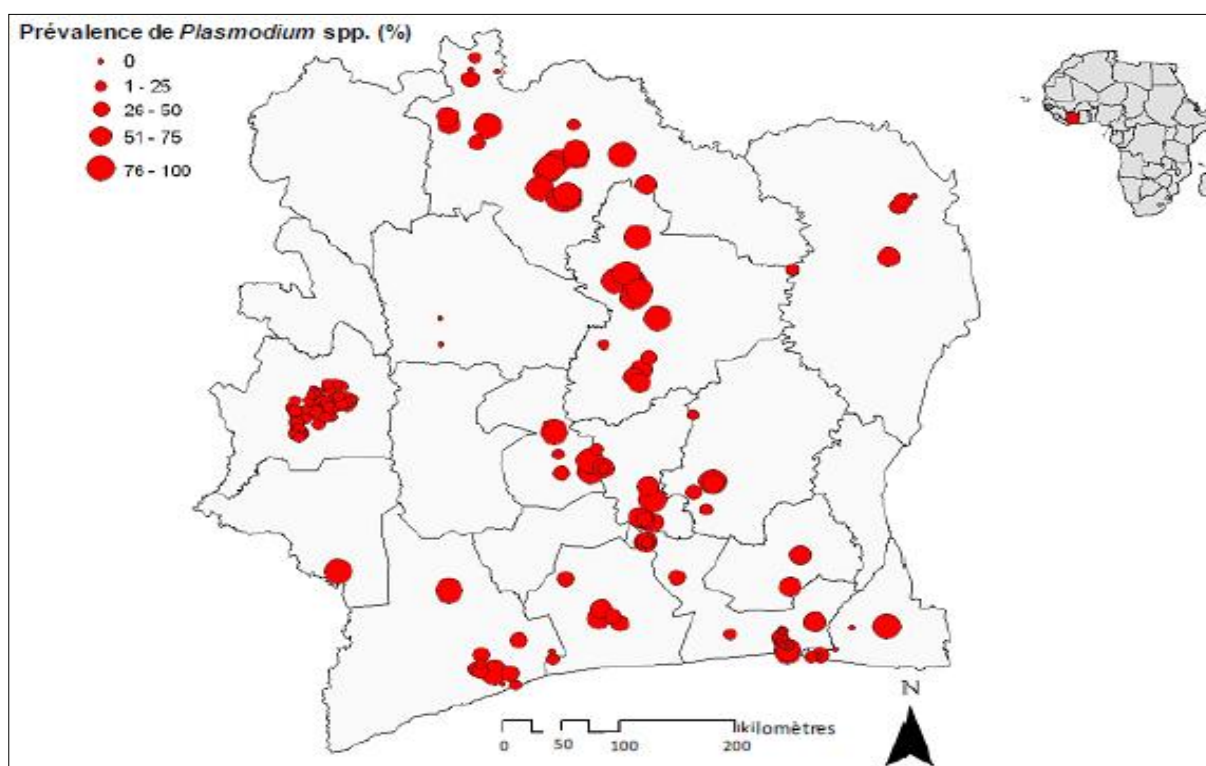 Prévalence de Plasmodium spp. (%)
0
1 - 25
26 - 50
51 - 75
76 - 100
N
kilomètres
0 50 100 200